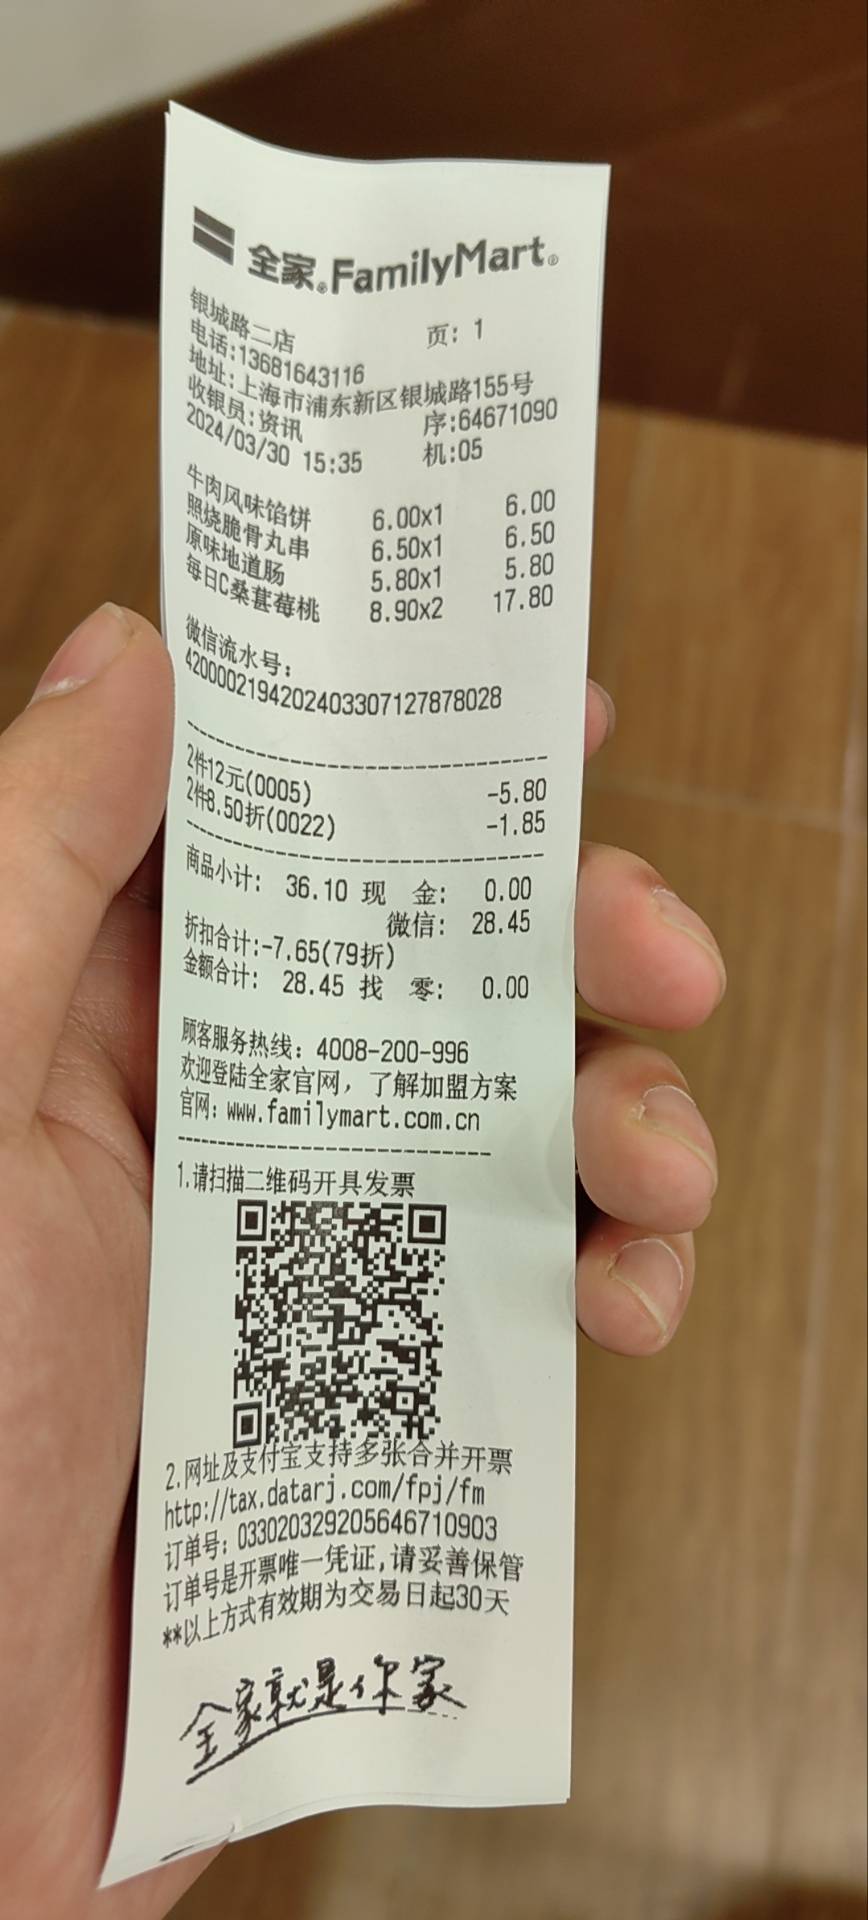 全家 FamilyMart
银城路二店 页: 1
电话:13681643116
地址:上海市浦东新区银城路155号
收银员:资讯 序:64671090
2024/03/30 15:35 机:05
牛肉风味馅饼 6.00x1 6.00
照烧脆骨丸串 6.50x1 6.50
原味地道肠 5.80x1 5.80
每日C桑葚莓桃 8.90x2 17.80
微信流水号:
4200002194202403307127878028
2件12元(0005) -5.80
2件8.50折(0022) -1.85
商品小计: 36.10 现 金: 0.00
微信: 28.45
折扣合计:-7.65(79折)
金额合计: 28.45 找 零: 0.00
顾客服务热线: 4008-200-996
欢迎登陆全家官网, 了解加盟方案
官网: www.familymart.com.cn
1.请扫描二维码开具发票
2.网址及支付宝支持多张合并开票
http://tax.datarj.com/fpj/fm
订单号: 033020329205646710903
订单号是开票唯一凭证,请妥善保管
**以上方式有效期为交易日起30天
全家就是你家